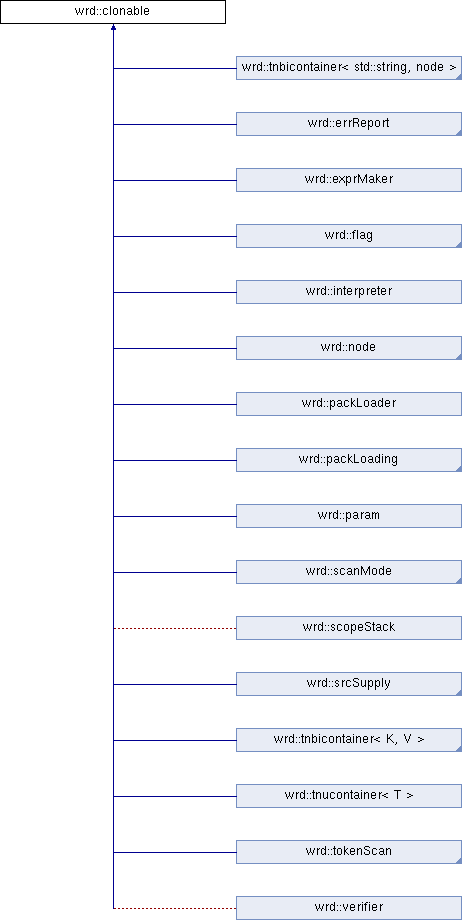 wrd::clonable
wrd::tnbicontainer< std::string, node >
wrd::errReport
wrd::exprMaker
wrd::flag
wrd::interpreter
wrd::node
wrd::packLoader
wrd::packLoading
wrd::param
wrd::scanMode
wrd::scopeStack
wrd::srcSupply
wrd::tnbicontainer< K, V >
wrd::tnucontainer< T >
wrd::tokenScan
wrd::verifier